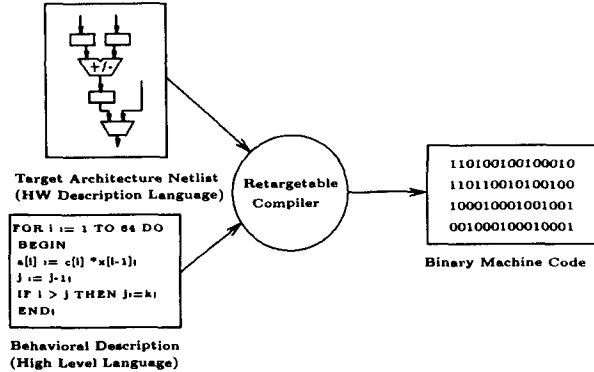 +/-
Target Architecture Netlist
(HW Description Language)
FOR i := 1 TO 64 DO
BEGIN
a[i] := c[i] *x[i-1];
j := j-1;
IF i > j THEN j:=k;
END;
Behavioral Description
(High Level Language)
Retargetable
Compiler
110100100100010
110110010100100
100010001001001
001000100010001
Binary Machine Code